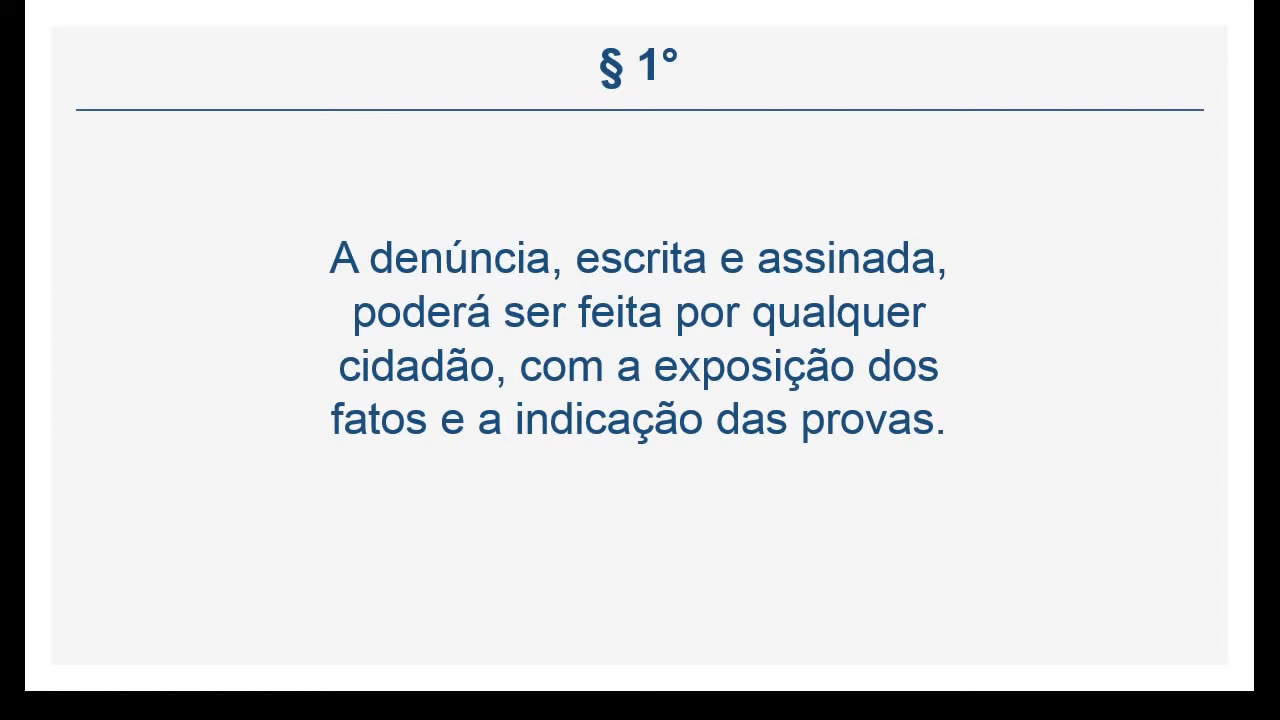 § 1°
A denúncia, escrita e assinada,
poderá ser feita por qualquer
cidadão, com a exposição dos
fatos e a indicação das provas.